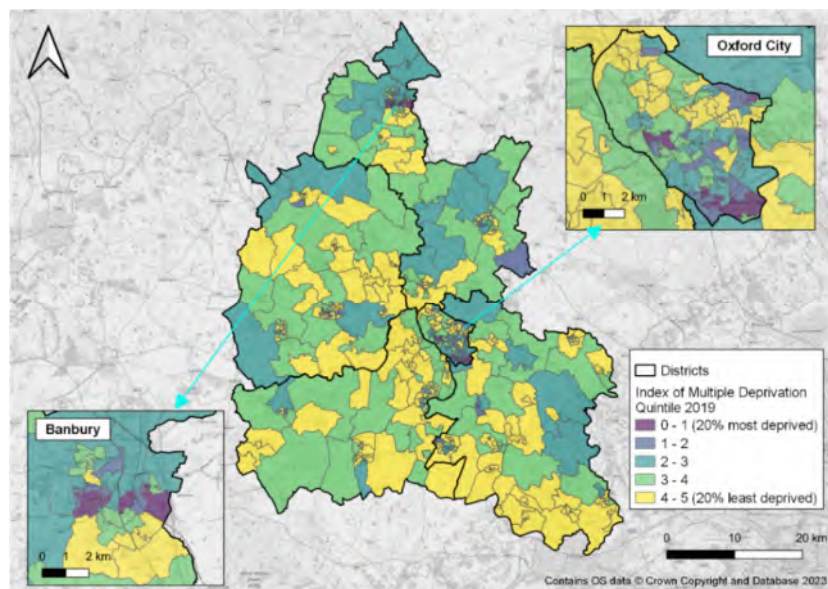 Oxford City
0 1 2 km
Districts
Index of Multiple Deprivation
Quintile 2019
0 - 1 (20% most deprived)
1 - 2
2 - 3
3 - 4
4 - 5 (20% least deprived)
Banbury
0 1 2 km
0 10 20 km
Contains OS data © Crown Copyright and Database 2023